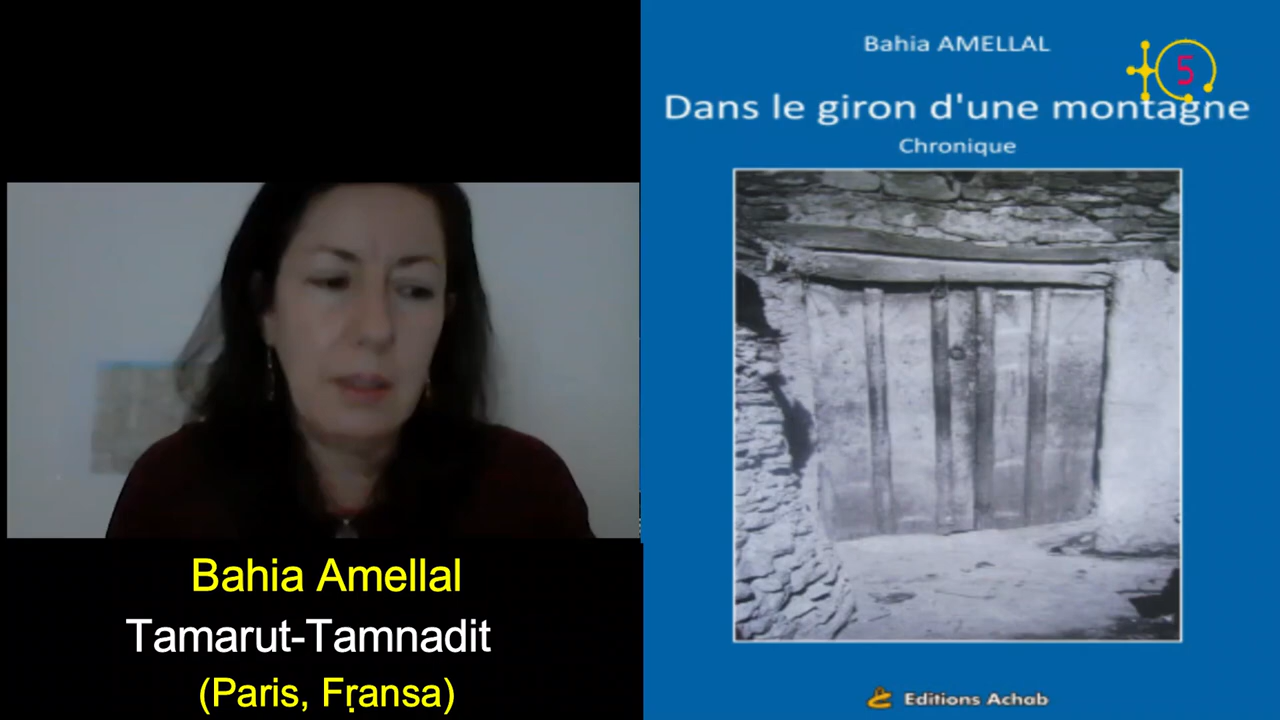 Bahia Amellal
Tamarut-Tamnadit
(Paris, Fṛansa)
Bahia AMELLAL
5
Dans le giron d'une montagne
Chronique
Editions Achab